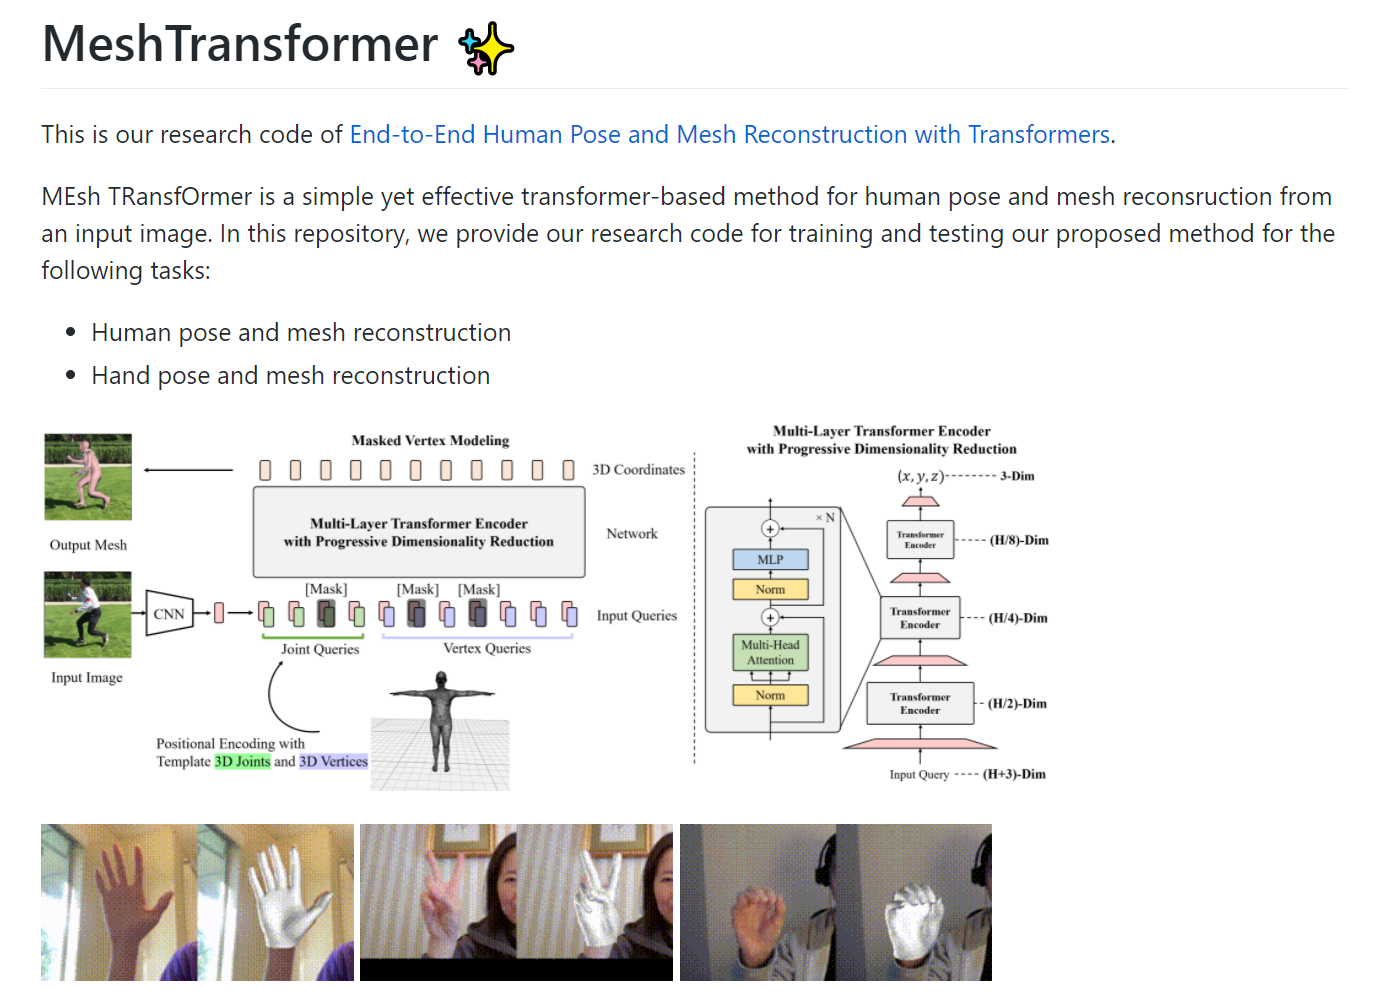 MeshTransformer
This is our research code of End-to-End Human Pose and Mesh Reconstruction with Transformers.
MEsh TRansfOrmer is a simple yet effective transformer-based method for human pose and mesh reconsruction from
an input image. In this repository, we provide our research code for training and testing our proposed method for the
following tasks:
Human pose and mesh reconstruction
Hand pose and mesh reconstruction
Masked Vertex Modeling
3D Coordinates
Multi-Layer Transformer Encoder
with Progressive Dimensionality Reduction
Network
Output Mesh
[Mask] [Mask] [Mask]
CNN
Input Queries
Joint Queries
Vertex Queries
Input Image
Positional Encoding with
Template 3D Joints and 3D Vertices
Multi-Layer Transformer Encoder
with Progressive Dimensionality Reduction
(x, y, z) 3-Dim
× N
+
MLP
Norm
+
Multi-Head
Attention
Norm
Transformer
Encoder
(H/8)-Dim
Transformer
Encoder
(H/4)-Dim
Transformer
Encoder
(H/2)-Dim
Input Query ---- (H+3)-Dim